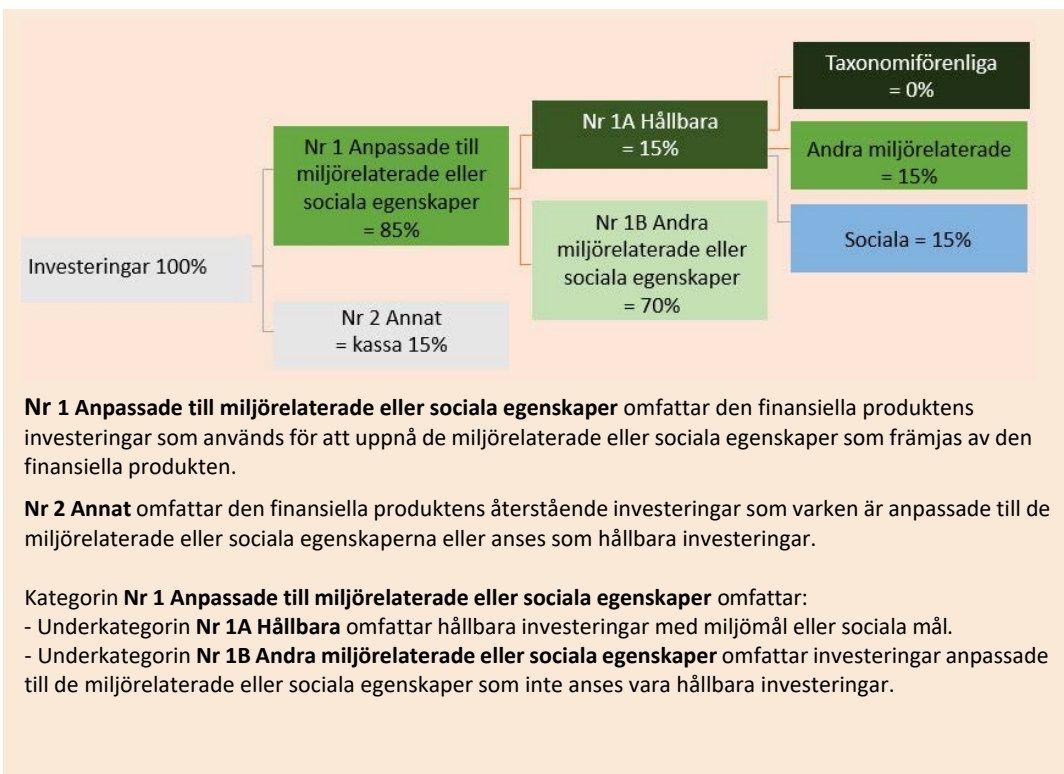 Investeringar 100%
Nr 1 Anpassade till
miljörelaterade eller
sociala egenskaper
= 85%
Nr 2 Annat
= kassa 15%
Nr 1A Hållbara
= 15%
Nr 1B Andra
miljörelaterade eller
sociala egenskaper
= 70%
Taxonomiförenliga
= 0%
Andra miljörelaterade
= 15%
Sociala = 15%
Nr 1 Anpassade till miljörelaterade eller sociala egenskaper omfattar den finansiella produktens
investeringar som används för att uppnå de miljörelaterade eller sociala egenskaper som främjas av den
finansiella produkten.
Nr 2 Annat omfattar den finansiella produktens återstående investeringar som varken är anpassade till de
miljörelaterade eller sociala egenskaperna eller anses som hållbara investeringar.
Kategorin Nr 1 Anpassade till miljörelaterade eller sociala egenskaper omfattar:
- Underkategorin Nr 1A Hållbara omfattar hållbara investeringar med miljömål eller sociala mål.
- Underkategorin Nr 1B Andra miljörelaterade eller sociala egenskaper omfattar investeringar anpassade
till de miljörelaterade eller sociala egenskaper som inte anses vara hållbara investeringar.